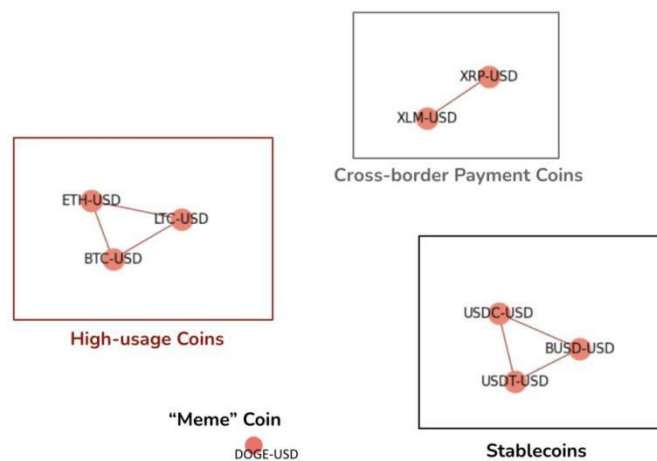 XRP-USD
XLM-USD
Cross-border Payment Coins
ETH-USD
LTC-USD
BTC-USD
High-usage Coins
USDC-USD
BUSD-USD
USDT-USD
Stablecoins
“Meme” Coin
DOGE-USD